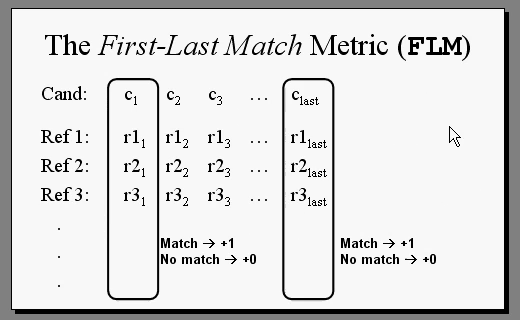 The First-Last Match Metric (FLM)
Cand: c1 c2 c3 ... clast
Ref 1: r11 r12 r13 ... r1last
Ref 2: r21 r22 r23 ... r2last
Ref 3: r31 r32 r33 ... r3last
.
.
.
Match → +1 Match → +1
No match → +0 No match → +0